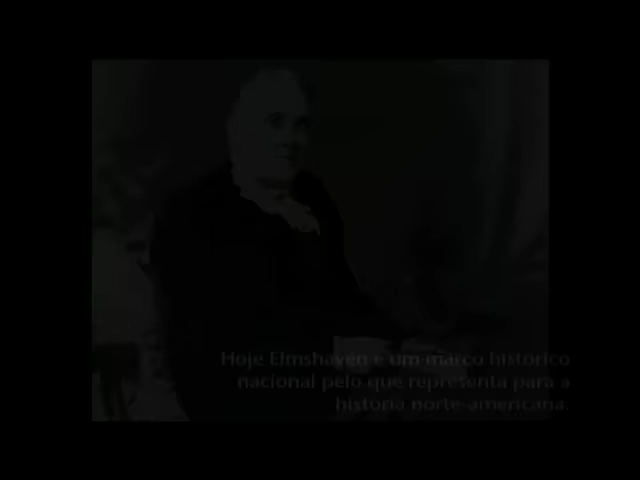 Hoje Elmshaven é um marco histórico
nacional pelo que representa para a
história norte-americana.